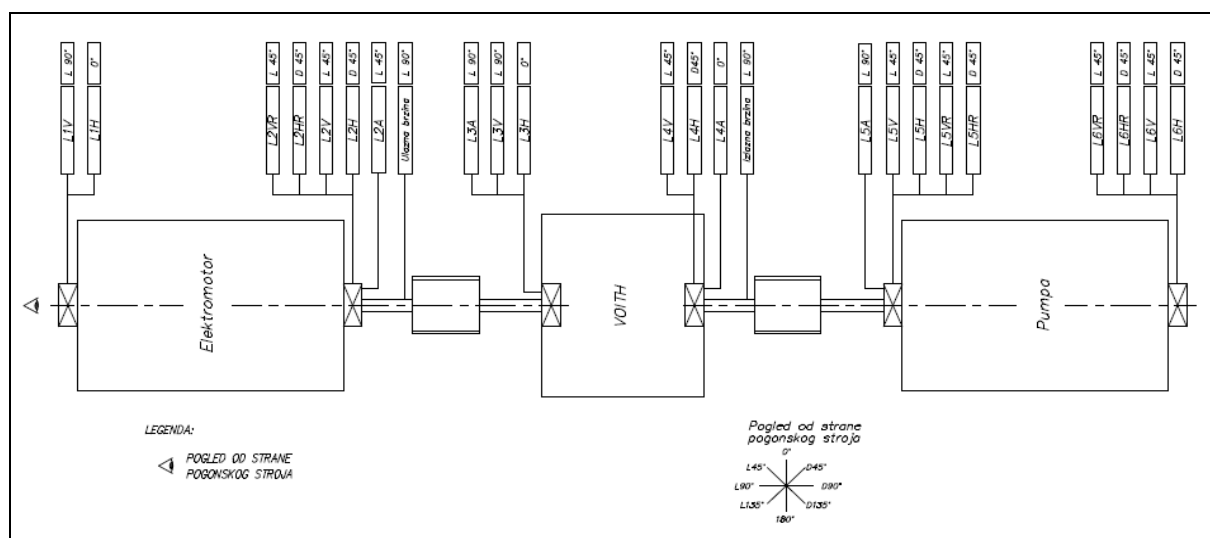 L 90° 0° L 45° D 45° L 45° D 45° L 45° L 90° L 90° L 90° 0° L 45° D45° 0° L 90° L 90° L 45° D 45° L 45° D 45° L 45° D 45° L 45° D 45°
L1V L1H L2VR L2HR L2V L2H L2A Ulazna brzina L3A L3V L3H L4V L4H L4A Izlazna brzina L5A L5V L5H L5VR L5HR L6VR L6HR L6V L6H
Elektromotor
VOITH
Pumpa
LEGENDA:
POGLED OD STRANE
POGONSKOG STROJA
Pogled od strane
pogonskog stroja
0°
L45° D45°
L90° D90°
L135° D135°
180°